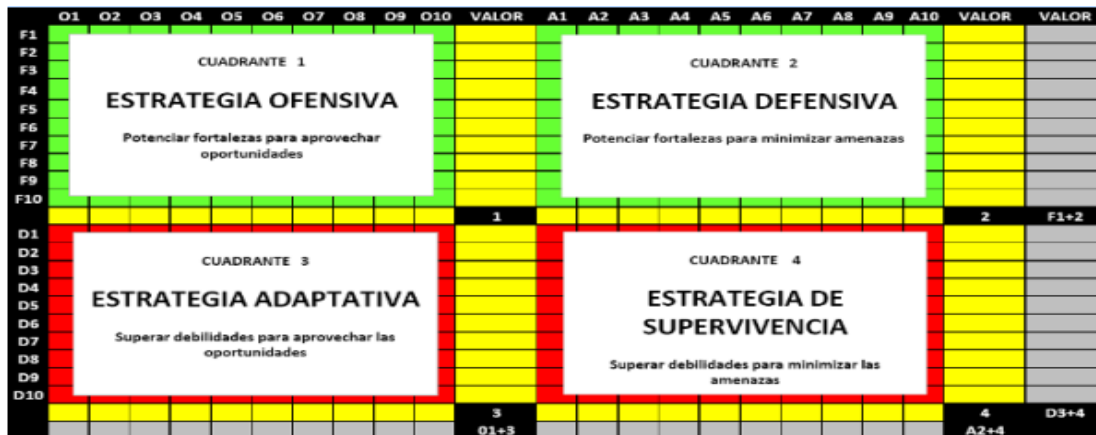 O1 O2 O3 O4 O5 O6 O7 O8 O9 O10 VALOR A1 A2 A3 A4 A5 A6 A7 A8 A9 A10 VALOR VALOR
F1
F2
F3
F4
F5
F6
F7
F8
F9
F10
CUADRANTE 1
ESTRATEGIA OFENSIVA
Potenciar fortalezas para aprovechar
oportunidades
CUADRANTE 2
ESTRATEGIA DEFENSIVA
Potenciar fortalezas para minimizar amenazas
1 2 F1+2
D1
D2
D3
D4
D5
D6
D7
D8
D9
D10
CUADRANTE 3
ESTRATEGIA ADAPTATIVA
Superar debilidades para aprovechar las
oportunidades
CUADRANTE 4
ESTRATEGIA DE
SUPERVIVENCIA
Superar debilidades para minimizar las
amenazas
3 4 D3+4
01+3 A2+4